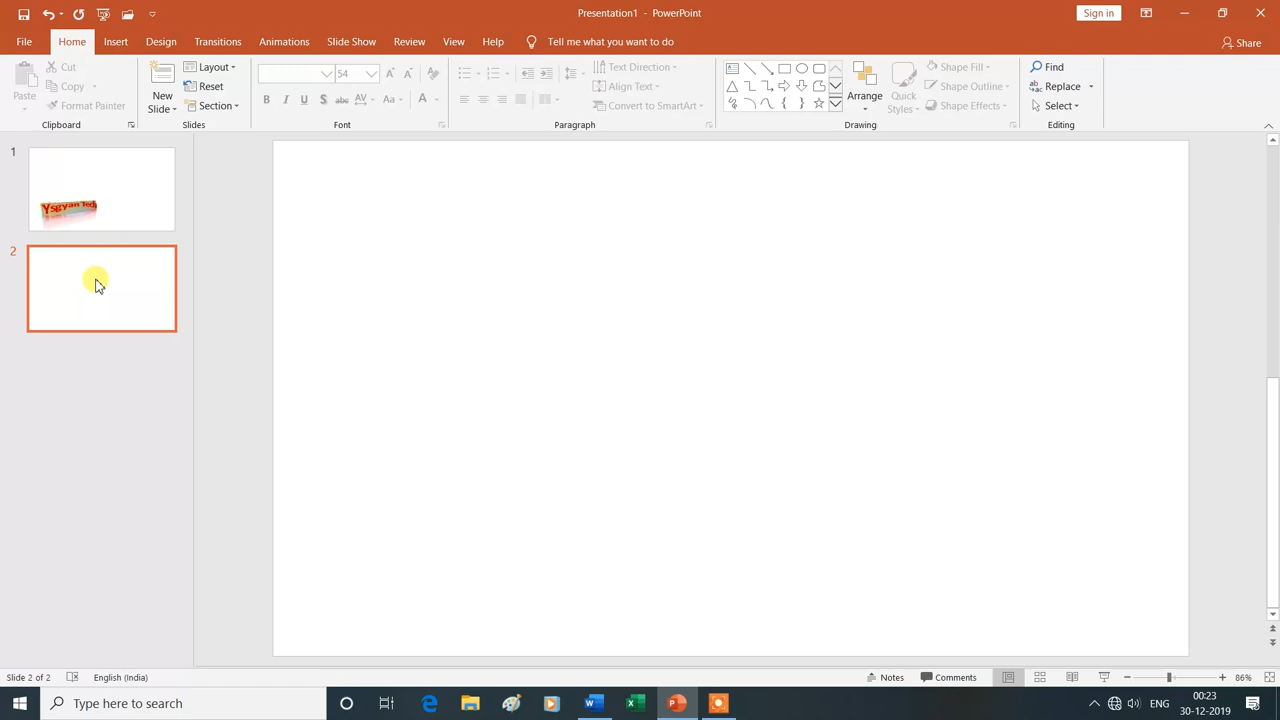 Presentation1 - PowerPoint
Sign in
File Home Insert Design Transitions Animations Slide Show Review View Help Tell me what you want to do
Share
Paste
Cut
Copy
Format Painter
Clipboard
New Slide
Layout
Reset
Section
Slides
54
B I U S abc AV Aa A
Font
Text Direction
Align Text
Convert to SmartArt
Paragraph
Arrange
Quick Styles
Shape Fill
Shape Outline
Shape Effects
Drawing
Find
Replace
Select
Editing
1
Ysgyan
2
Slide 2 of 2
English (India)
Notes
Comments
86%
Type here to search
ENG
00:23
30-12-2019